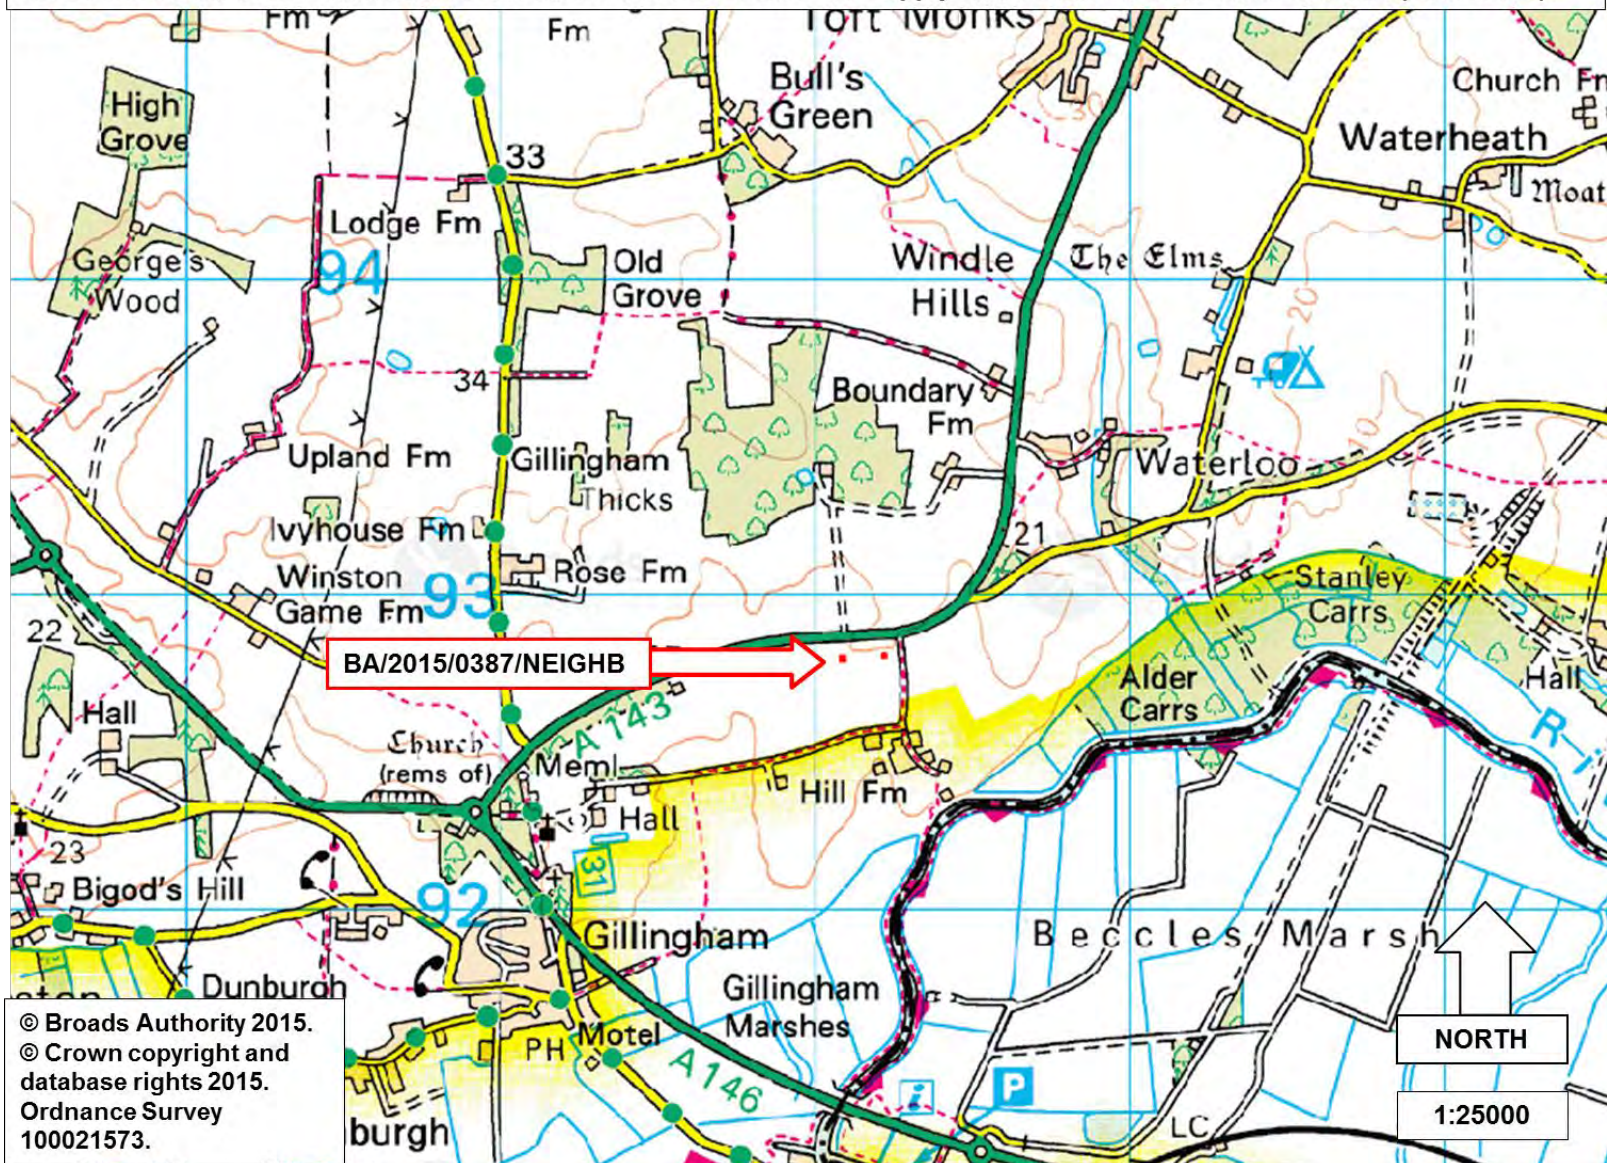 Fm
Fm
Toft Monks
Bull's
Green
Church Fm
High
Grove
Waterheath
33
Moat
Lodge Fm
George's
Wood
94
Old
Grove
Windle
Hills
The Elms
20
34
Boundary
Fm
10
Upland Fm
Gillingham
Thicks
Waterloo
Ivyhouse Fm
21
Winston
Game Fm
93
Rose Fm
Stanley
Carrs
22
BA/2015/0387/NEIGHB
Alder
Carrs
Hall
Hall
A 143
Church
(rems of)
Meml
Hill Fm
Hall
23
31
Bigod's Hill
92
Gillingham
Beccles Marsh
Dunburgh
Gillingham
Marshes
© Broads Authority 2015.
© Crown copyright and
database rights 2015.
Ordnance Survey
100021573.
PH
Motel
A 146
P
i
NORTH
1:25000
burgh
LC